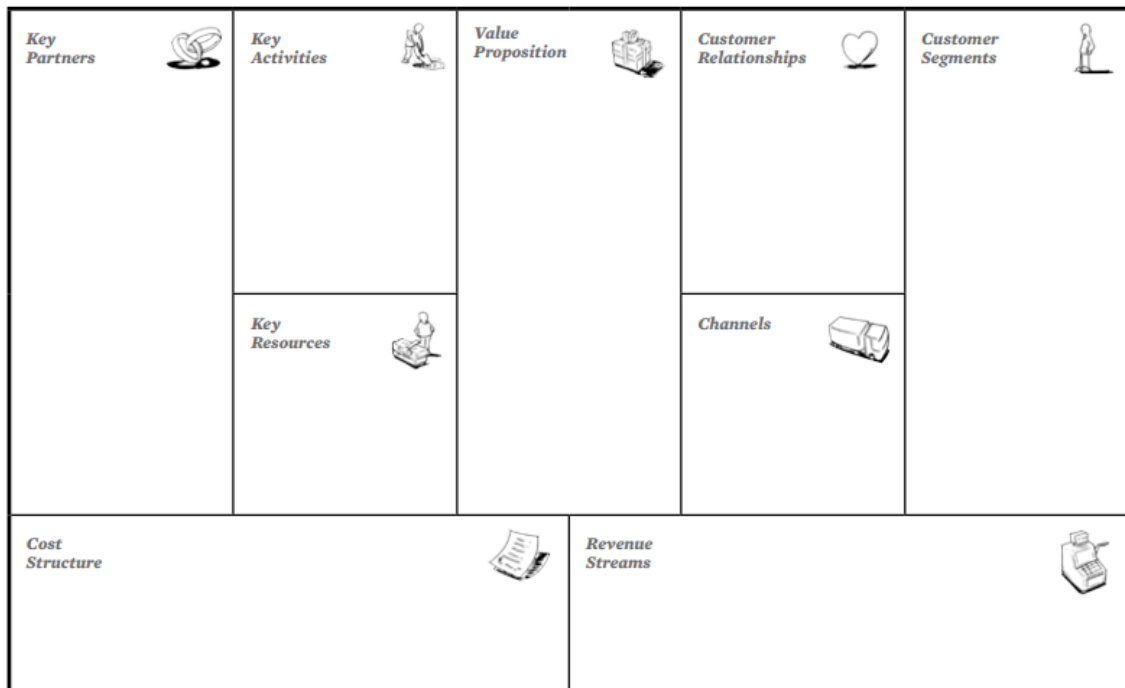 Key
Partners
Key
Activities
Value
Proposition
Customer
Relationships
Customer
Segments
Key
Resources
Channels
Cost
Structure
Revenue
Streams